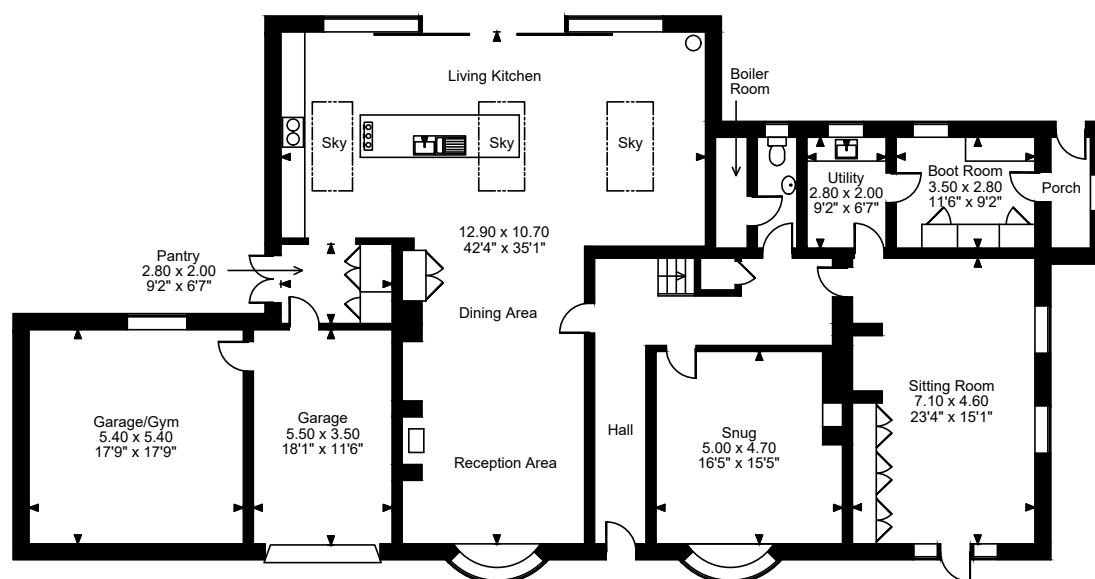 Living Kitchen
Boiler
Room
Sky
Sky
Sky
Utility
2.80 x 2.00
9'2" x 6'7"
Boot Room
3.50 x 2.80
11'6" x 9'2"
Porch
12.90 x 10.70
42'4" x 35'1"
Pantry
2.80 x 2.00
9'2" x 6'7"
Dining Area
Garage/Gym
5.40 x 5.40
17'9" x 17'9"
Garage
5.50 x 3.50
18'1" x 11'6"
Reception Area
Hall
Snug
5.00 x 4.70
16'5" x 15'5"
Sitting Room
7.10 x 4.60
23'4" x 15'1"